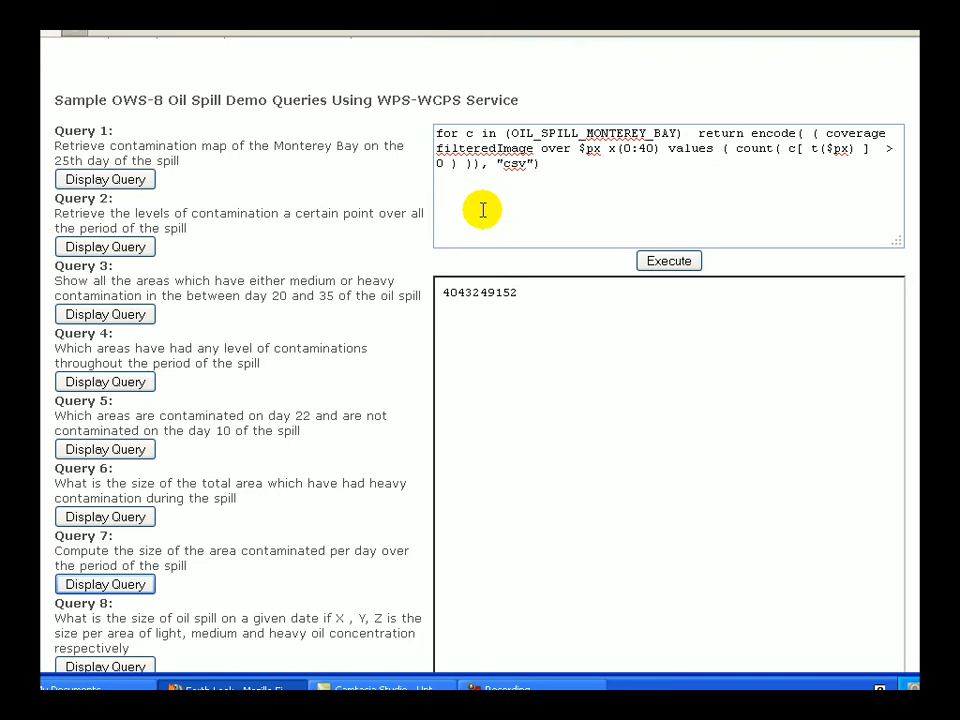 Sample OWS-8 Oil Spill Demo Queries Using WPS-WCPS Service
Query 1:
Retrieve contamination map of the Monterey Bay on the
25th day of the spill
Display Query
Query 2:
Retrieve the levels of contamination a certain point over all
the period of the spill
Display Query
Query 3:
Show all the areas which have either medium or heavy
contamination in the between day 20 and 35 of the oil spill
Display Query
Query 4:
Which areas have had any level of contaminations
throughout the period of the spill
Display Query
Query 5:
Which areas are contaminated on day 22 and are not
contaminated on the day 10 of the spill
Display Query
Query 6:
What is the size of the total area which have had heavy
contamination during the spill
Display Query
Query 7:
Compute the size of the area contaminated per day over
the period of the spill
Display Query
Query 8:
What is the size of oil spill on a given date if X , Y, Z is the
size per area of light, medium and heavy oil concentration
respectively
Display Query
for c in (OIL_SPILL_MONTEREY_BAY) return encode( ( coverage
filteredImage over $px x(0:40) values ( count( c[ t($px) ] >
0 ) )), "csv")
Execute
4043249152
My Documents
Earth Look - Mozilla Fi
Camtasia Studio - Unt
Recording